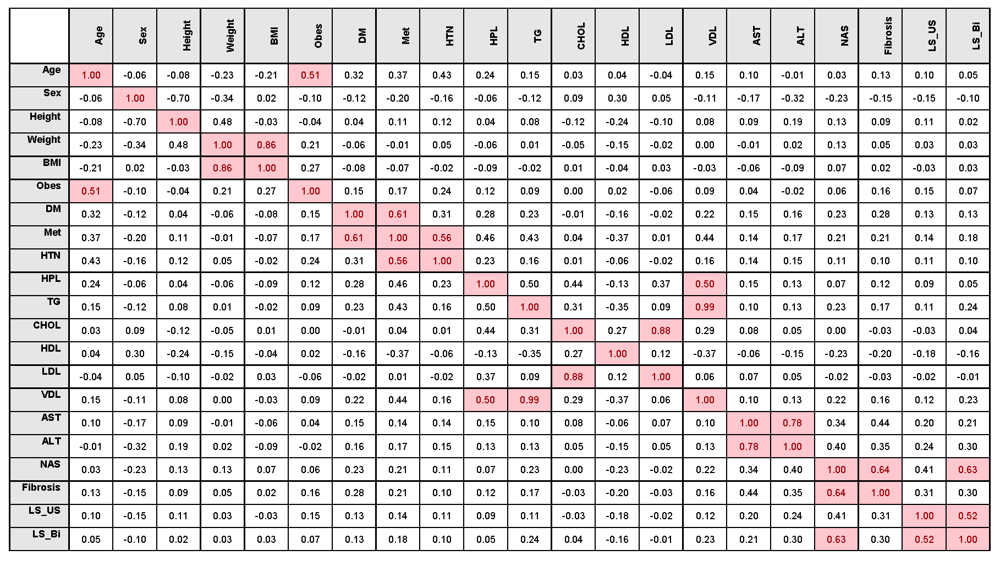 Age Sex Height Weight BMI Obes DM Met HTN HPL TG CHOL HDL LDL VDL AST ALT NAS Fibrosis LS_US LS_Bi
Age 1.00 -0.06 -0.08 -0.23 -0.21 0.51 0.32 0.37 0.43 0.24 0.15 0.03 0.04 -0.04 0.15 0.10 -0.01 0.03 0.13 0.10 0.05
Sex -0.06 1.00 -0.70 -0.34 0.02 -0.10 -0.12 -0.20 -0.16 -0.06 -0.12 0.09 0.30 0.05 -0.11 -0.17 -0.32 -0.23 -0.15 -0.15 -0.10
Height -0.08 -0.70 1.00 0.48 -0.03 -0.04 0.04 0.11 0.12 0.04 0.08 -0.12 -0.24 -0.10 0.08 0.09 0.19 0.13 0.09 0.11 0.02
Weight -0.23 -0.34 0.48 1.00 0.86 0.21 -0.06 -0.01 0.05 -0.06 0.01 -0.05 -0.15 -0.02 0.00 -0.01 0.02 0.13 0.05 0.03 0.03
BMI -0.21 0.02 -0.03 0.86 1.00 0.27 -0.08 -0.07 -0.02 -0.09 -0.02 0.01 -0.04 0.03 -0.03 -0.06 -0.09 0.07 0.02 -0.03 0.03
Obes 0.51 -0.10 -0.04 0.21 0.27 1.00 0.15 0.17 0.24 0.12 0.09 0.00 0.02 -0.06 0.09 0.04 -0.02 0.06 0.16 0.15 0.07
DM 0.32 -0.12 0.04 -0.06 -0.08 0.15 1.00 0.61 0.31 0.28 0.23 -0.01 -0.16 -0.02 0.22 0.15 0.16 0.23 0.28 0.13 0.13
Met 0.37 -0.20 0.11 -0.01 -0.07 0.17 0.61 1.00 0.56 0.46 0.43 0.04 -0.37 0.01 0.44 0.14 0.17 0.21 0.21 0.14 0.18
HTN 0.43 -0.16 0.12 0.05 -0.02 0.24 0.31 0.56 1.00 0.23 0.16 0.01 -0.06 -0.02 0.16 0.14 0.15 0.11 0.10 0.11 0.10
HPL 0.24 -0.06 0.04 -0.06 -0.09 0.12 0.28 0.46 0.23 1.00 0.50 0.44 -0.13 0.37 0.50 0.15 0.13 0.07 0.12 0.09 0.05
TG 0.15 -0.12 0.08 0.01 -0.02 0.09 0.23 0.43 0.16 0.50 1.00 0.31 -0.35 0.09 0.99 0.10 0.13 0.23 0.17 0.11 0.24
CHOL 0.03 0.09 -0.12 -0.05 0.01 0.00 -0.01 0.04 0.01 0.44 0.31 1.00 0.27 0.88 0.29 0.08 0.05 0.00 -0.03 -0.03 0.04
HDL 0.04 0.30 -0.24 -0.15 -0.04 0.02 -0.16 -0.37 -0.06 -0.13 -0.35 0.27 1.00 0.12 -0.37 -0.06 -0.15 -0.23 -0.20 -0.18 -0.16
LDL -0.04 0.05 -0.10 -0.02 0.03 -0.06 -0.02 0.01 -0.02 0.37 0.09 0.88 0.12 1.00 0.06 0.07 0.05 -0.02 -0.03 -0.02 -0.01
VDL 0.15 -0.11 0.08 0.00 -0.03 0.09 0.22 0.44 0.16 0.50 0.99 0.29 -0.37 0.06 1.00 0.10 0.13 0.22 0.16 0.12 0.23
AST 0.10 -0.17 0.09 -0.01 -0.06 0.04 0.15 0.14 0.14 0.15 0.10 0.08 -0.06 0.07 0.10 1.00 0.78 0.34 0.44 0.20 0.21
ALT -0.01 -0.32 0.19 0.02 -0.09 -0.02 0.16 0.17 0.15 0.13 0.13 0.05 -0.15 0.05 0.13 0.78 1.00 0.40 0.35 0.24 0.30
NAS 0.03 -0.23 0.13 0.13 0.07 0.06 0.23 0.21 0.11 0.07 0.23 0.00 -0.23 -0.02 0.22 0.34 0.40 1.00 0.64 0.41 0.63
Fibrosis 0.13 -0.15 0.09 0.05 0.02 0.16 0.28 0.21 0.10 0.12 0.17 -0.03 -0.20 -0.03 0.16 0.44 0.35 0.64 1.00 0.31 0.30
LS_US 0.10 -0.15 0.11 0.03 -0.03 0.15 0.13 0.14 0.11 0.09 0.11 -0.03 -0.18 -0.02 0.12 0.20 0.24 0.41 0.31 1.00 0.52
LS_Bi 0.05 -0.10 0.02 0.03 0.03 0.07 0.13 0.18 0.10 0.05 0.24 0.04 -0.16 -0.01 0.23 0.21 0.30 0.63 0.30 0.52 1.00